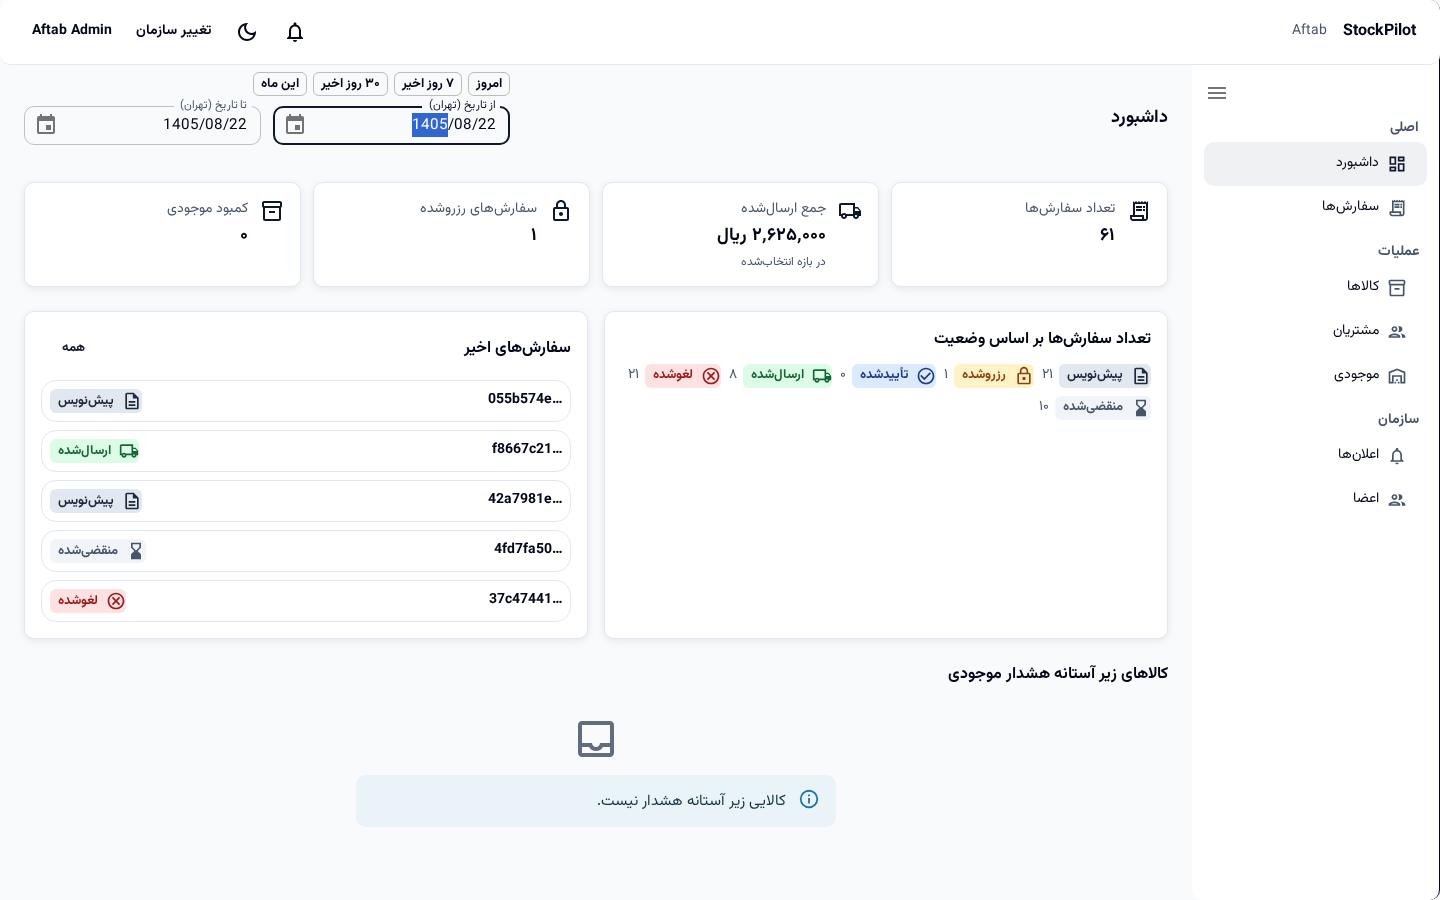 StockPilot Aftab
تغییر سازمان Aftab Admin
اصلی
داشبورد
سفارش‌ها
عملیات
کالاها
مشتریان
موجودی
سازمان
اعلان‌ها
اعضا
داشبورد
امروز ۷ روز اخیر ۳۰ روز اخیر این ماه
از تاریخ (تهران)
1405/08/22
تا تاریخ (تهران)
1405/08/22
تعداد سفارش‌ها
۶۱
جمع ارسال‌شده
۲,۶۲۵,۰۰۰ ریال
در بازه انتخاب‌شده
سفارش‌های رزروشده
۱
کمبود موجودی
۰
تعداد سفارش‌ها بر اساس وضعیت
پیش‌نویس ۲۱ رزروشده ۱ تأییدشده ۰ ارسال‌شده ۸ لغوشده ۲۱
منقضی‌شده ۱۰
سفارش‌های اخیر همه
055b574e... پیش‌نویس
f8667c21... ارسال‌شده
42a7981e... پیش‌نویس
4fd7fa50... منقضی‌شده
37c47441... لغوشده
کالاهای زیر آستانه هشدار موجودی
کالایی زیر آستانه هشدار نیست.